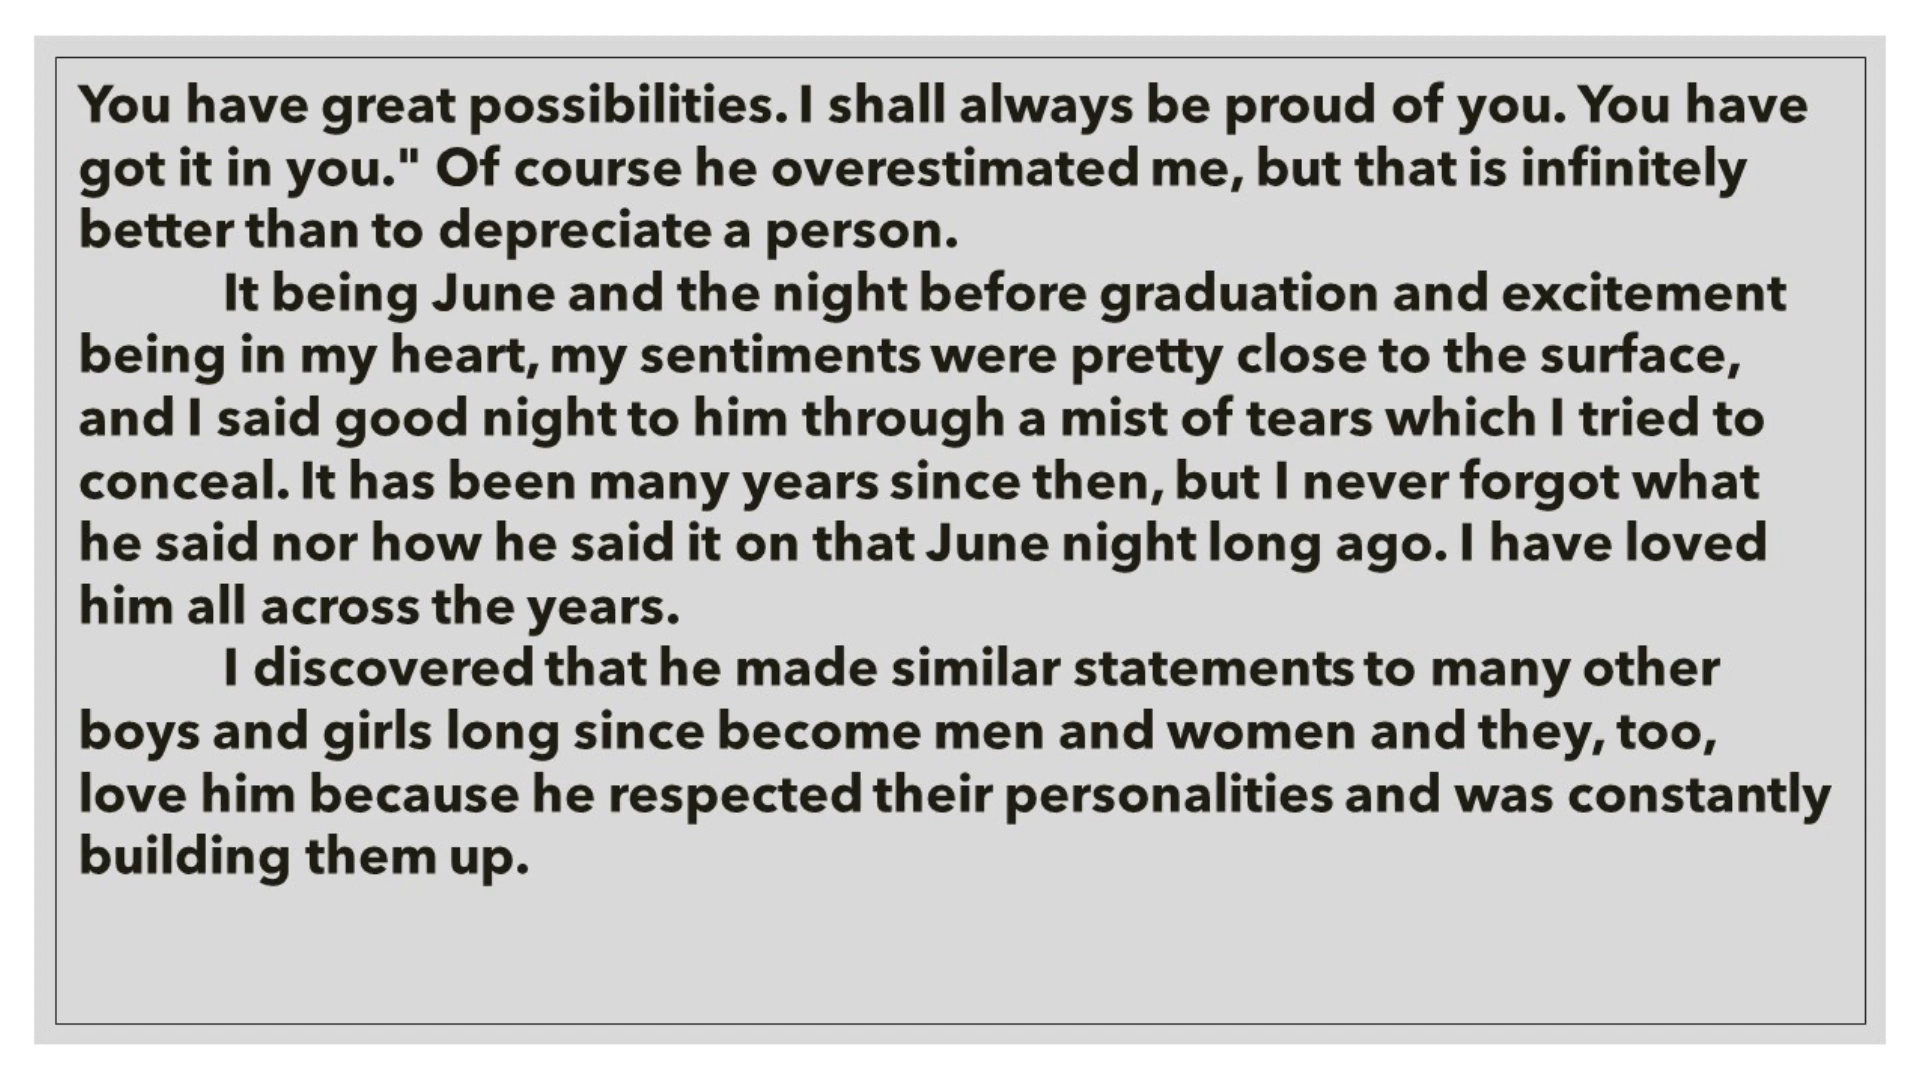 You have great possibilities. I shall always be proud of you. You have
got it in you." Of course he overestimated me, but that is infinitely
better than to depreciate a person.
It being June and the night before graduation and excitement
being in my heart, my sentiments were pretty close to the surface,
and I said good night to him through a mist of tears which I tried to
conceal. It has been many years since then, but I never forgot what
he said nor how he said it on that June night long ago. I have loved
him all across the years.
I discovered that he made similar statements to many other
boys and girls long since become men and women and they, too,
love him because he respected their personalities and was constantly
building them up.